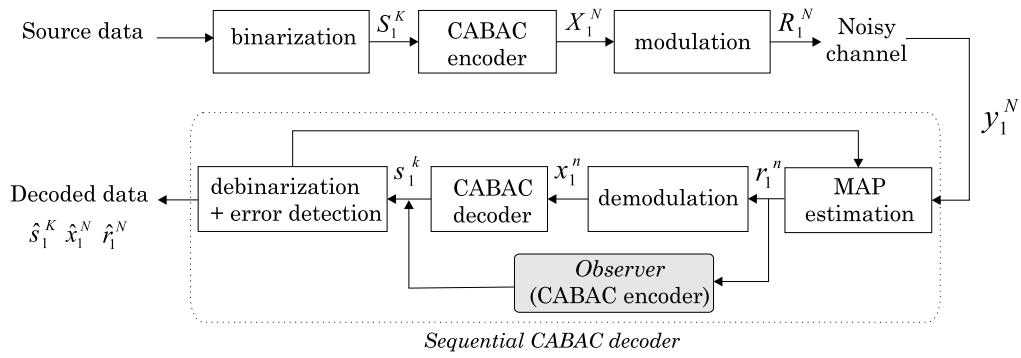 Source data
binarization
S_1^K
CABAC
encoder
X_1^N
modulation
R_1^N
Noisy
channel
y_1^N
Decoded data
ŝ_1^K x̂_1^N r̂_1^N
debinarization
+ error detection
s_1^k
CABAC
decoder
x_1^n
demodulation
r_1^n
MAP
estimation
Observer
(CABAC encoder)
Sequential CABAC decoder